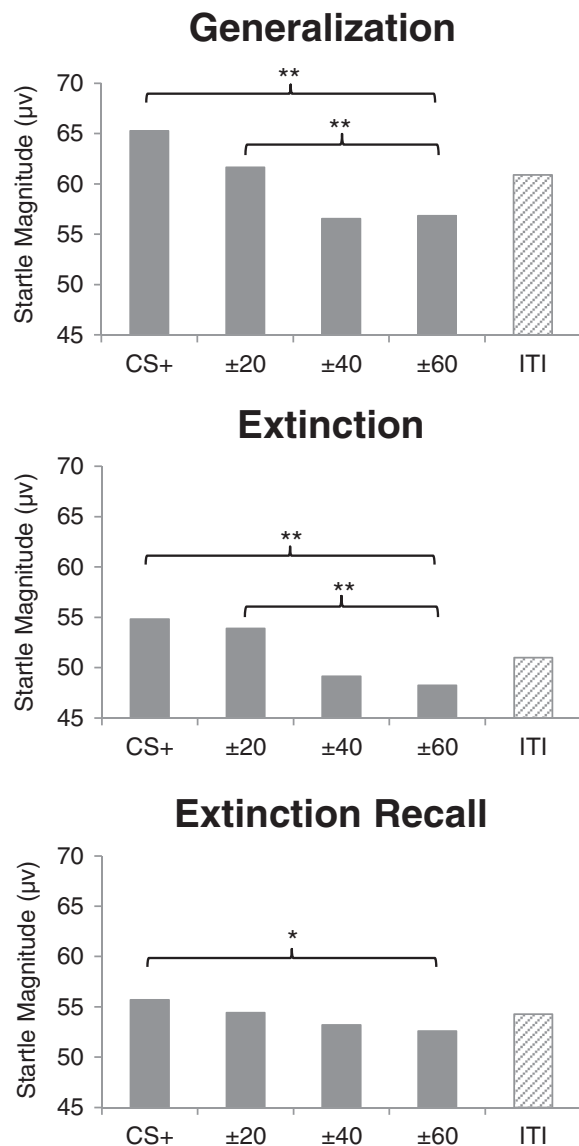 Generalization
Startle Magnitude (μv)
70
65
60
55
50
45
**
**
CS+ ±20 ±40 ±60 ITI
Extinction
Startle Magnitude (μv)
70
65
60
55
50
45
**
**
CS+ ±20 ±40 ±60 ITI
Extinction Recall
Startle Magnitude (μv)
70
65
60
55
50
45
*
CS+ ±20 ±40 ±60 ITI